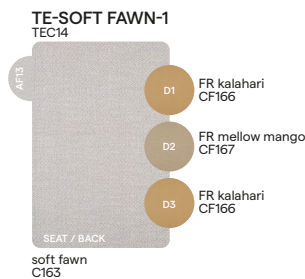 TE-SOFT FAWN-1
TEC14
AF13
D1
FR kalahari
CF166
D2
FR mellow mango
CF167
D3
FR kalahari
CF166
SEAT / BACK
soft fawn
C163